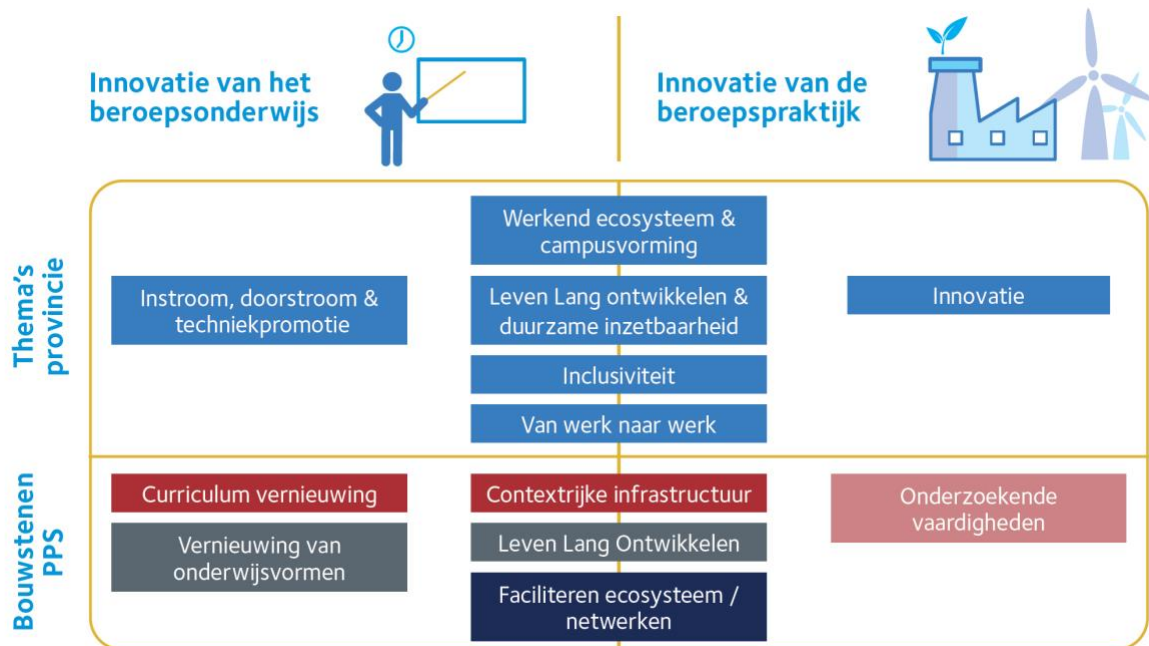 Innovatie van het
beroepsonderwijs
Innovatie van de
beroepspraktijk
Thema's
provincie
Instroom, doorstroom &
techniekpromotie
Werkend ecosysteem &
campusvorming
Leven Lang ontwikkelen &
duurzame inzetbaarheid
Inclusiviteit
Van werk naar werk
Innovatie
Bouwstenen
PPS
Curriculum vernieuwing
Vernieuwing van
onderwijsvormen
Contextrijke infrastructuur
Leven Lang Ontwikkelen
Faciliteren ecosysteem /
netwerken
Onderzoekende
vaardigheden